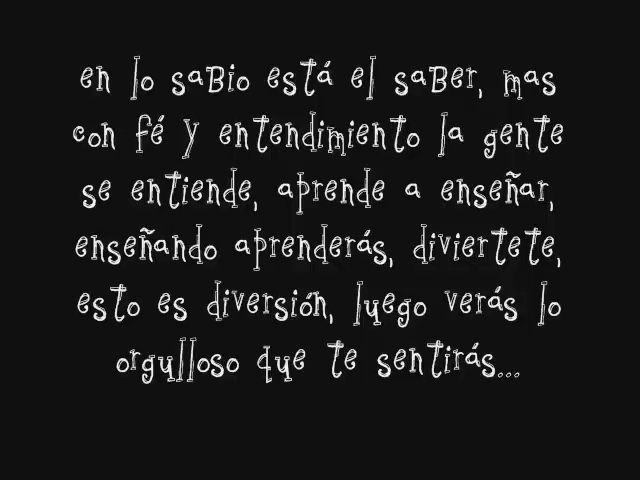 en lo saBio está el saBer, mas
con fé y entendimiento la gente
se entiende, aprende a enseñar,
enseñando aprenderás, diviertete,
esto es diversión, luego verás lo
orgulloso que te sentirás...